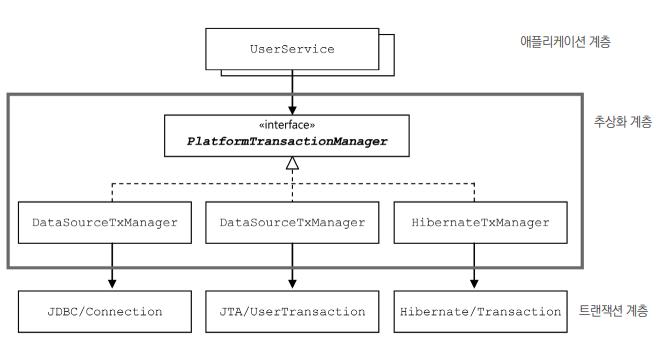 UserService
애플리케이션 계층
«interface»
PlatformTransactionManager
추상화 계층
DataSourceTxManager
DataSourceTxManager
HibernateTxManager
JDBC/Connection
JTA/UserTransaction
Hibernate/Transaction
트랜잭션 계층